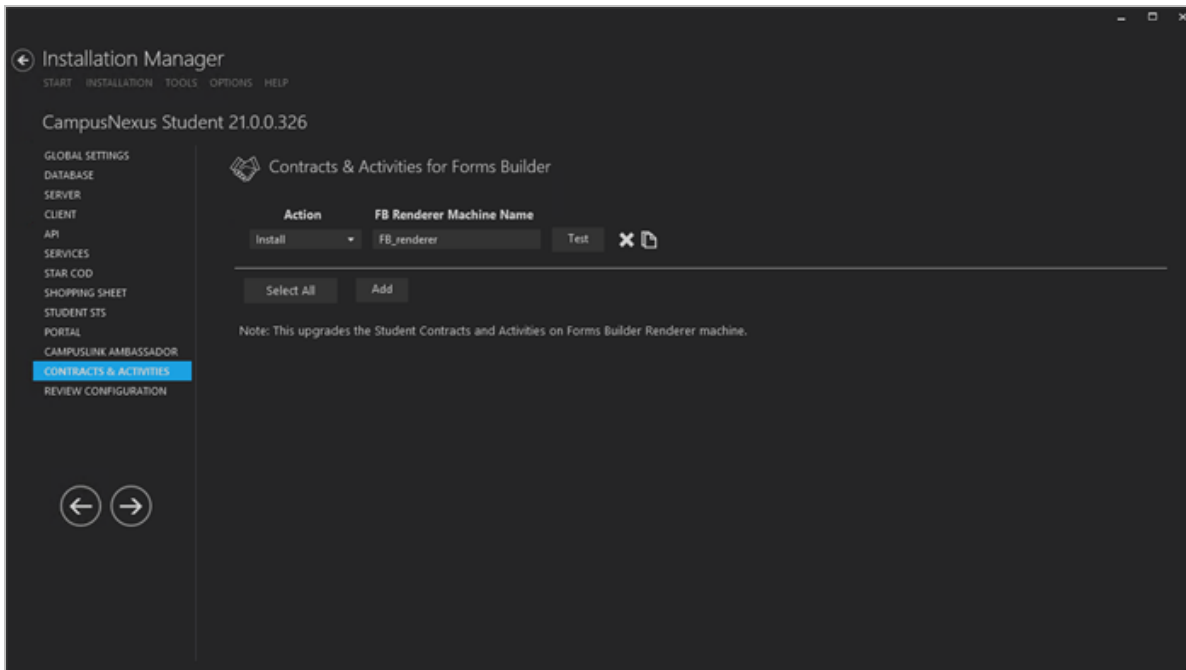 Installation Manager
START INSTALLATION TOOLS OPTIONS HELP
CampusNexus Student 21.0.0.326
GLOBAL SETTINGS
DATABASE
SERVER
CLIENT
API
SERVICES
STAR COD
SHOPPING SHEET
STUDENT STS
PORTAL
CAMPUSLINK AMBASSADOR
CONTRACTS & ACTIVITIES
REVIEW CONFIGURATION
Contracts & Activities for Forms Builder
Action FB Renderer Machine Name
Install FB_renderer Test
Select All Add
Note: This upgrades the Student Contracts and Activities on Forms Builder Renderer machine.